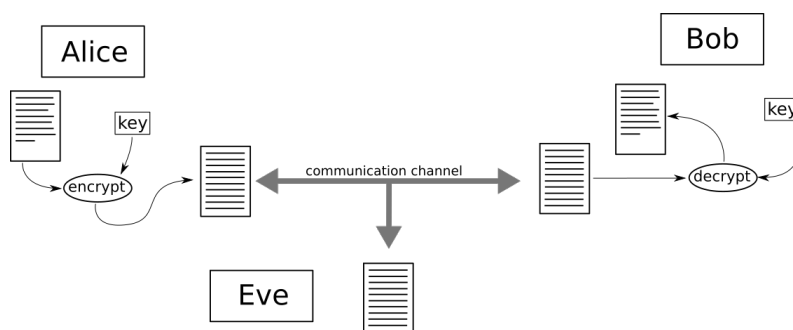 Alice
Bob
key
key
encrypt
communication channel
decrypt
Eve